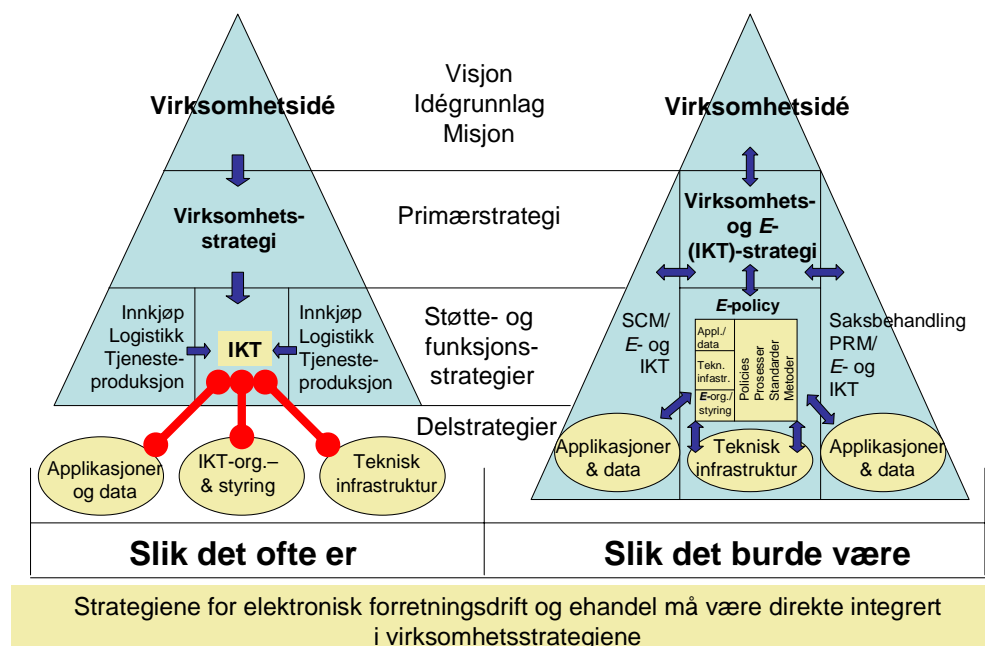 Virksomhetsidé
Virksomhets-
strategi
Innkjøp
Logistikk
Tjeneste-
produksjon
IKT
Innkjøp
Logistikk
Tjeneste-
produksjon
Applikasjoner
og data
IKT-org.–
& styring
Teknisk
infrastruktur
Visjon
Idégrunnlag
Misjon
Primærstrategi
Støtte- og
funksjons-
strategier
Delstrategier
Virksomhetsidé
Virksomhets-
og E-
(IKT)-strategi
E-policy
SCM/
E- og
IKT
Appl./
data
Tekn.
infastr.
E-org./
styring
Policies
Prosesser
Standarder
Metoder
Saksbehandling
PRM/
E- og
IKT
Applikasjoner
& data
Teknisk
infrastruktur
Applikasjoner
& data
Slik det ofte er
Slik det burde være
Strategiene for elektronisk forretningsdrift og ehandel må være direkte integrert
i virksomhetsstrategiene